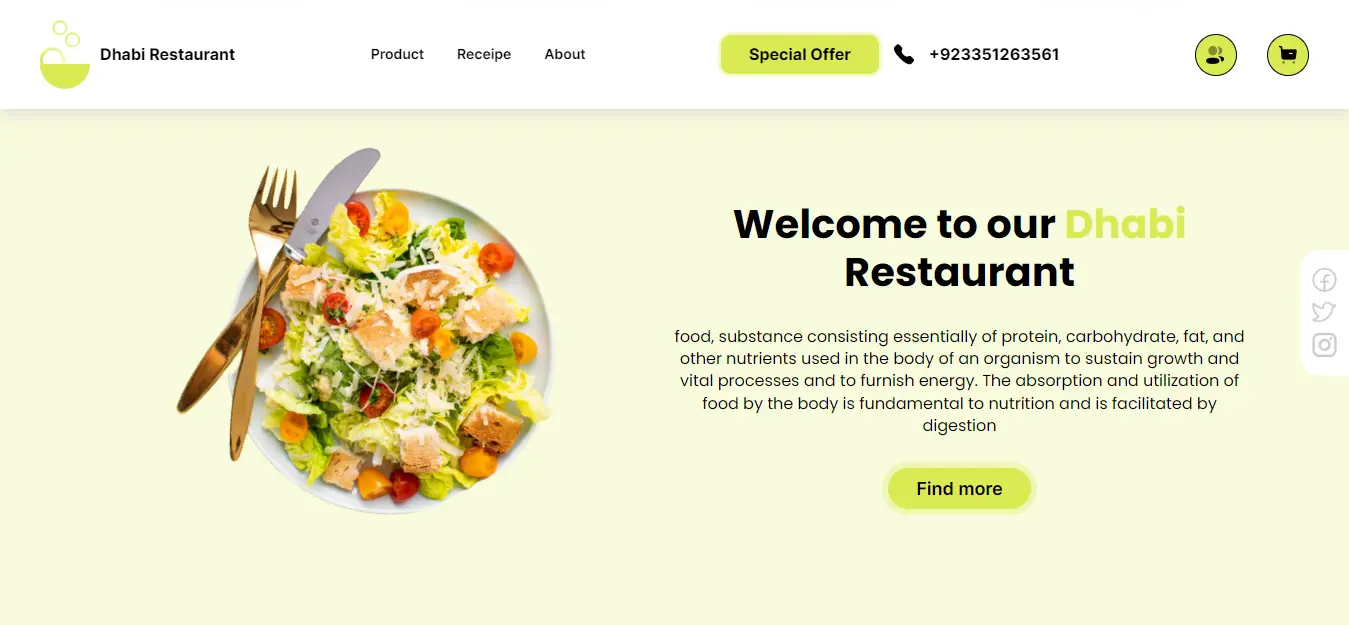 Dhabi Restaurant
Product
Receipe
About
Special Offer
+923351263561
Welcome to our Dhabi
Restaurant
food, substance consisting essentially of protein, carbohydrate, fat, and
other nutrients used in the body of an organism to sustain growth and
vital processes and to furnish energy. The absorption and utilization of
food by the body is fundamental to nutrition and is facilitated by
digestion
Find more